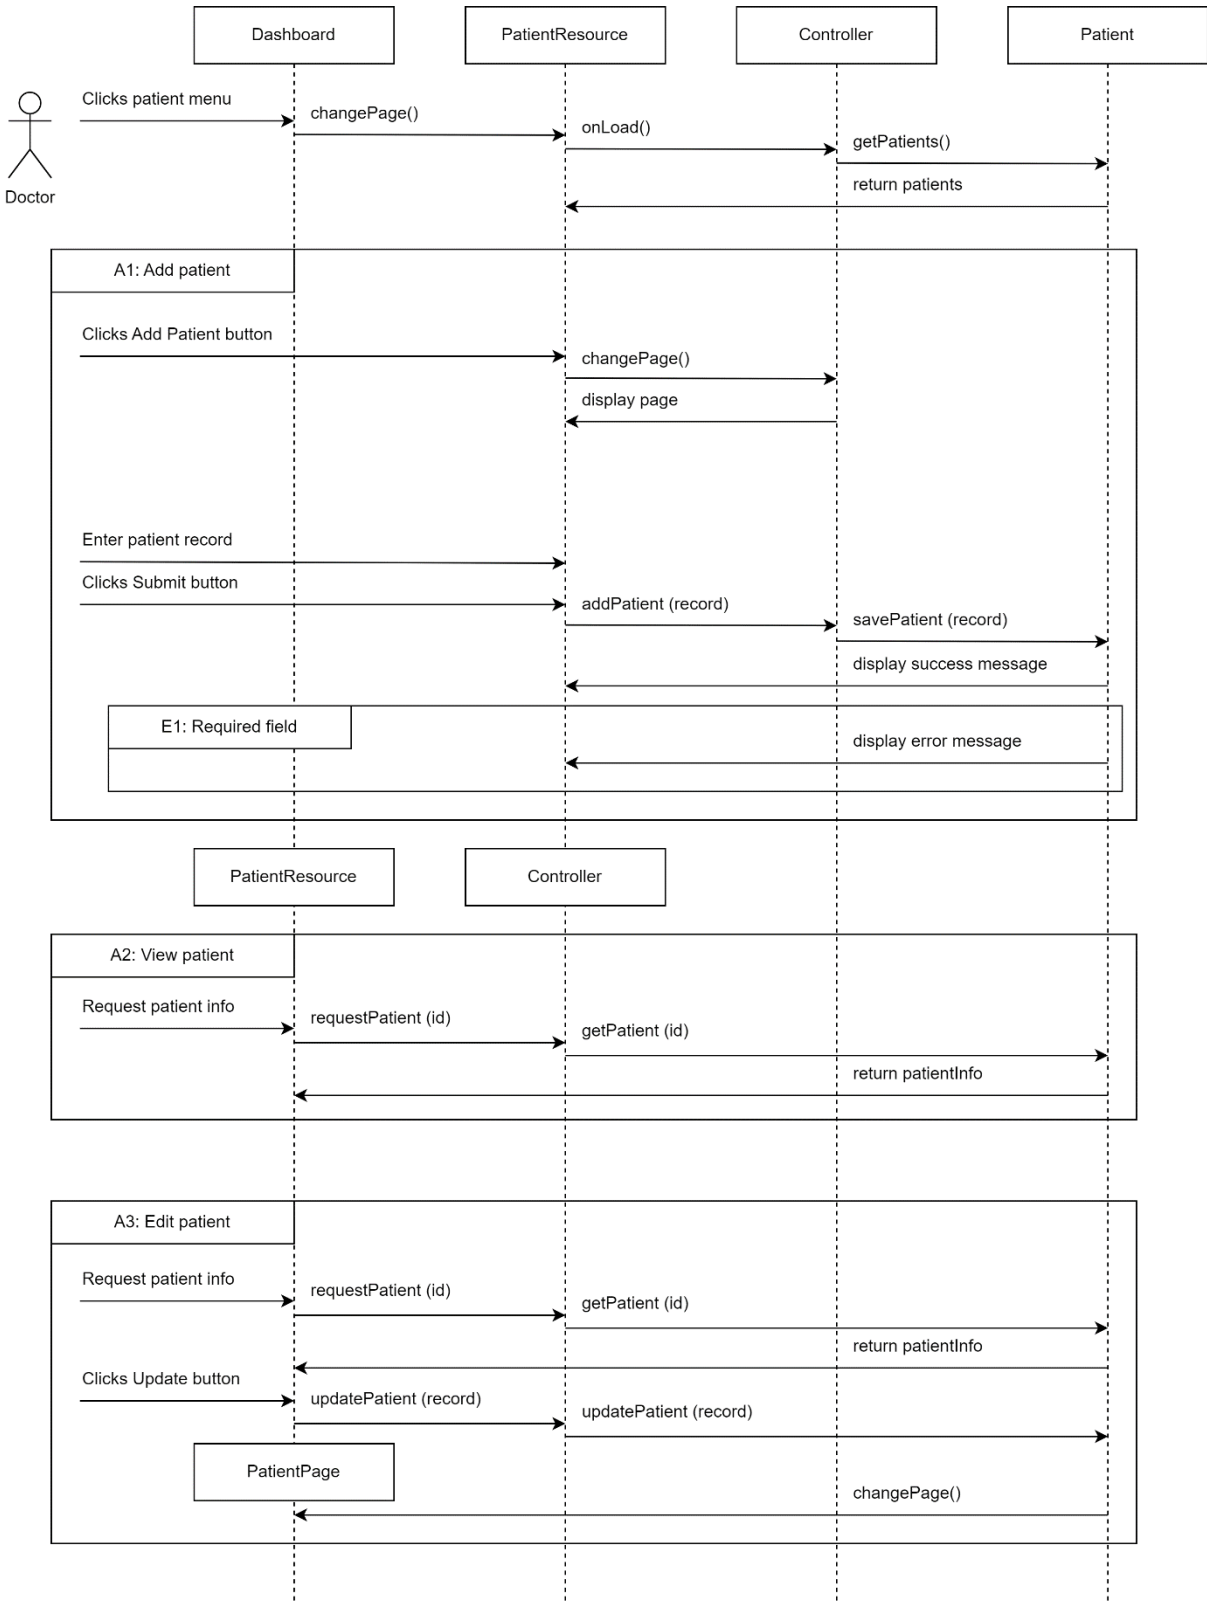 Dashboard
PatientResource
Controller
Patient
Clicks patient menu
changePage()
onLoad()
getPatients()
return patients
Doctor
A1: Add patient
Clicks Add Patient button
changePage()
display page
Enter patient record
Clicks Submit button
addPatient (record)
savePatient (record)
display success message
E1: Required field
display error message
PatientResource
Controller
A2: View patient
Request patient info
requestPatient (id)
getPatient (id)
return patientInfo
A3: Edit patient
Request patient info
requestPatient (id)
getPatient (id)
return patientInfo
Clicks Update button
updatePatient (record)
updatePatient (record)
PatientPage
changePage()